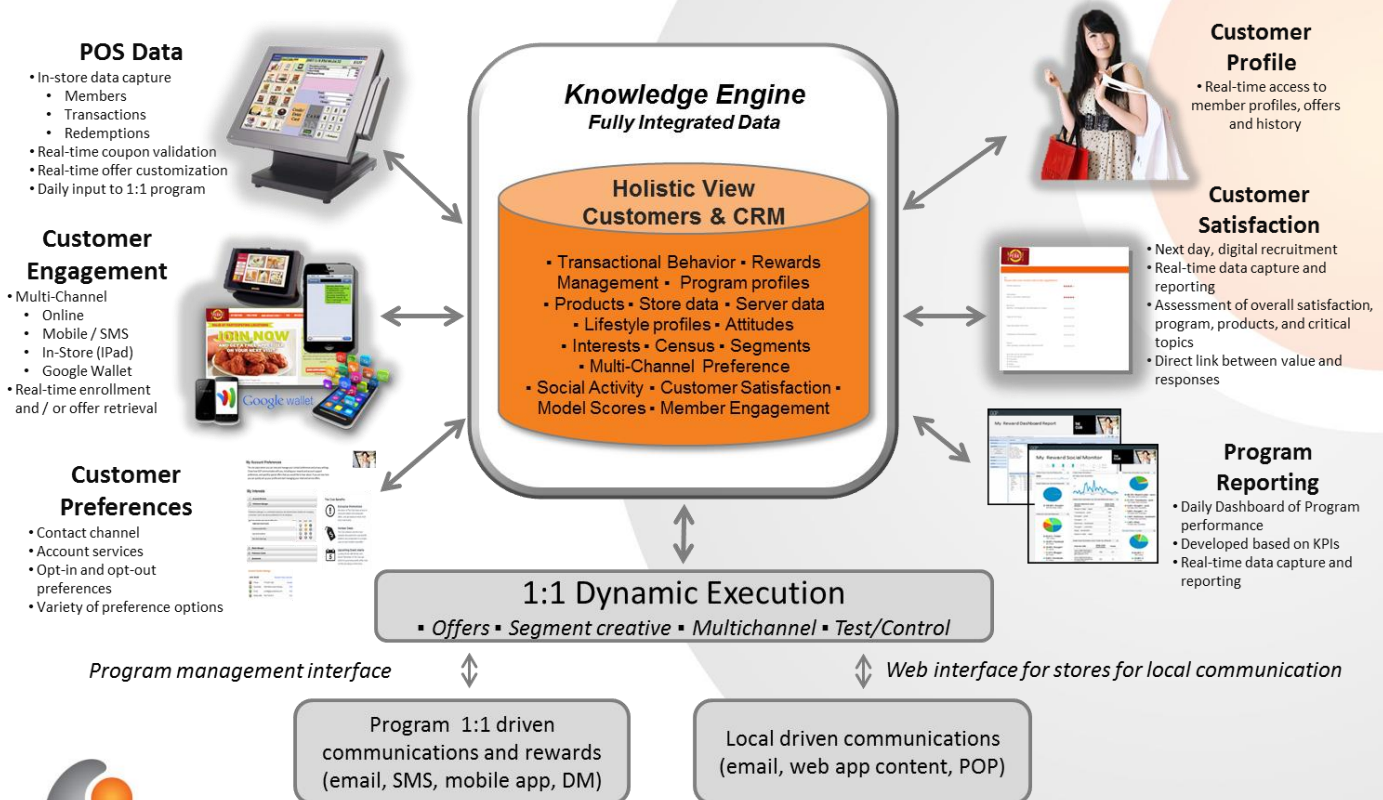 POS Data
• In-store data capture
• Members
• Transactions
• Redemptions
• Real-time coupon validation
• Real-time offer customization
• Daily input to 1:1 program
Customer
Engagement
• Multi-Channel
• Online
• Mobile / SMS
• In-Store (IPad)
• Google Wallet
• Real-time enrollment
and / or offer retrieval
JOIN NOW
Google wallet
Customer
Preferences
• Contact channel
• Account services
• Opt-in and opt-out
preferences
• Variety of preference options
My Account Preferences
My Interests
Knowledge Engine
Fully Integrated Data
Holistic View
Customers & CRM
▪ Transactional Behavior ▪ Rewards
Management ▪ Program profiles
▪ Products ▪ Store data ▪ Server data
▪ Lifestyle profiles ▪ Attitudes
▪ Interests ▪ Census ▪ Segments
▪ Multi-Channel Preference
▪ Social Activity ▪ Customer Satisfaction ▪
Model Scores ▪ Member Engagement
Customer
Profile
• Real-time access to
member profiles, offers
and history
Customer
Satisfaction
• Next day, digital recruitment
• Real-time data capture and
reporting
• Assessment of overall satisfaction,
program, products, and critical
topics
• Direct link between value and
responses
My Reward Dashboard Report
My Reward Social Monitor
Program
Reporting
• Daily Dashboard of Program
performance
• Developed based on KPIs
• Real-time data capture and
reporting
1:1 Dynamic Execution
▪ Offers ▪ Segment creative ▪ Multichannel ▪ Test/Control
Program management interface
Web interface for stores for local communication
Program 1:1 driven
communications and rewards
(email, SMS, mobile app, DM)
Local driven communications
(email, web app content, POP)